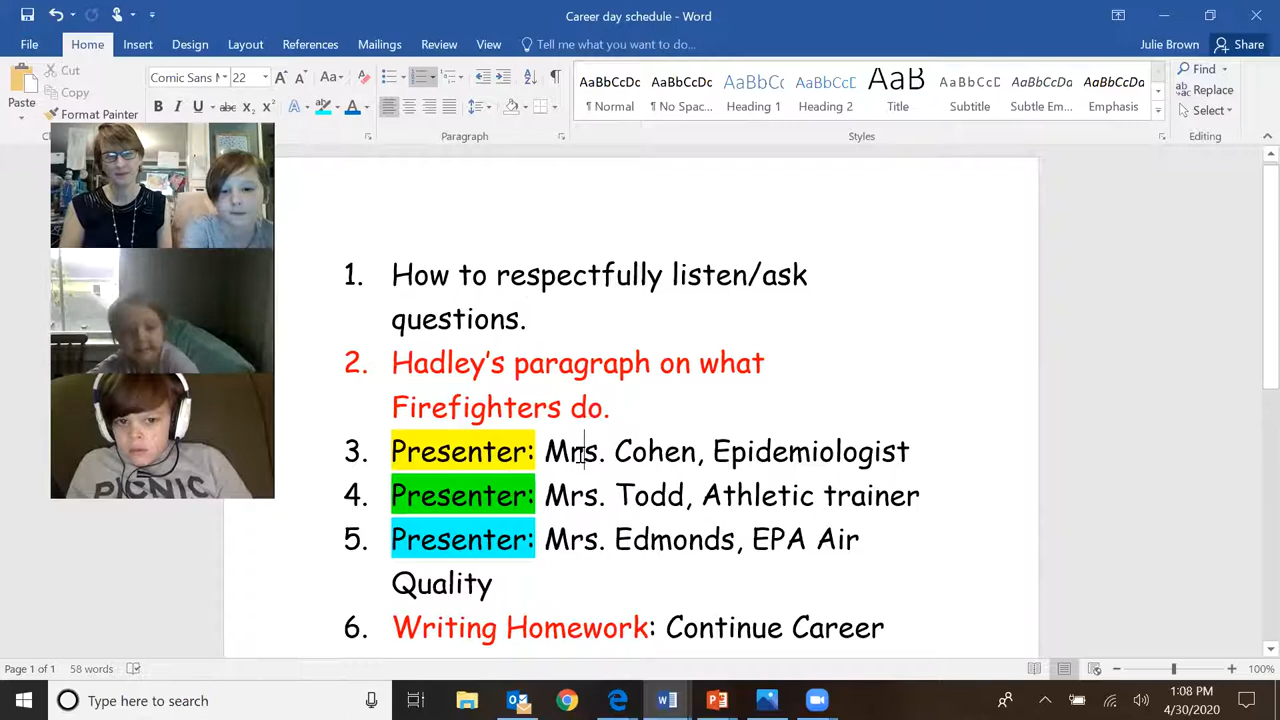 Career day schedule - Word
File Home Insert Design Layout References Mailings Review View Tell me what you want to do... Julie Brown Share
Cut
Copy
Paste
Format Painter
Comic Sans M 22
Paragraph
AaBbCcDc AaBbCcDc AaBbCc AaBbCcD AaB AaBbCcD AaBbCcDc AaBbCcDc
¶ Normal ¶ No Spac... Heading 1 Heading 2 Title Subtitle Subtle Em... Emphasis
Styles
Find
Replace
Select
Editing
PICNIC
1. How to respectfully listen/ask
questions.
2. Hadley's paragraph on what
Firefighters do.
3. Presenter: Mrs. Cohen, Epidemiologist
4. Presenter: Mrs. Todd, Athletic trainer
5. Presenter: Mrs. Edmonds, EPA Air
Quality
6. Writing Homework: Continue Career
Page 1 of 1 58 words 100%
Type here to search
1:08 PM
4/30/2020